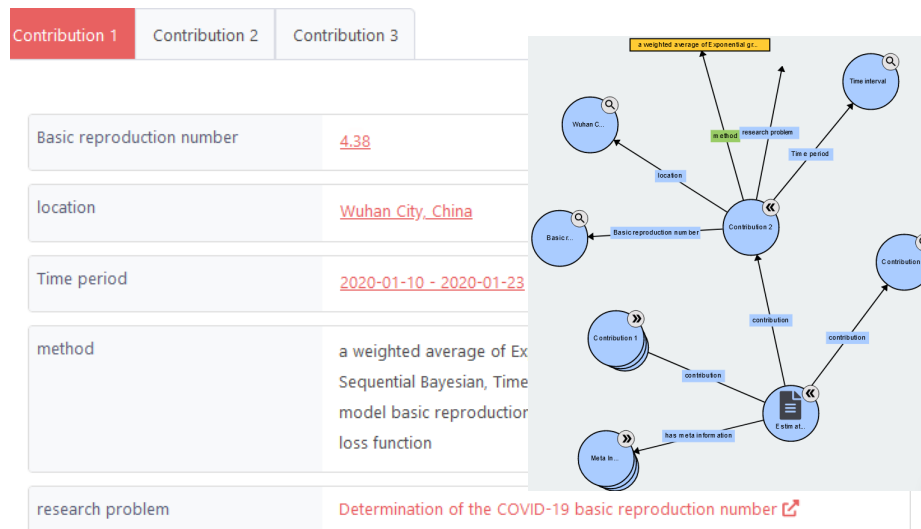 Contribution 1
Contribution 2
Contribution 3
Basic reproduction number
4.38
location
Wuhan City, China
Time period
2020-01-10 - 2020-01-23
method
a weighted average of Ex
Sequential Bayesian, Time
model basic reproduction
loss function
research problem
Determination of the COVID-19 basic reproduction number
a weighted average of Exponential gr..
Time interval
Wuhan C...
method
research problem
Time period
location
Contribution 2
Basic reproduction number
Basic r...
Contribution
contribution
contribution
Contribution 1
contribution
Estimat...
has meta information
Meta In...